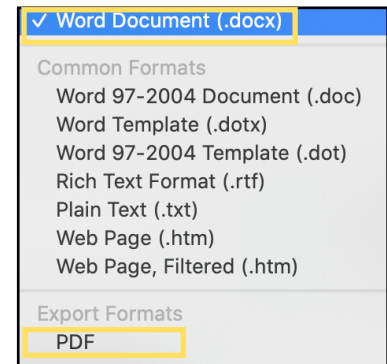 ✓ Word Document (.docx)
Common Formats
Word 97-2004 Document (.doc)
Word Template (.dotx)
Word 97-2004 Template (.dot)
Rich Text Format (.rtf)
Plain Text (.txt)
Web Page (.htm)
Web Page, Filtered (.htm)
Export Formats
PDF